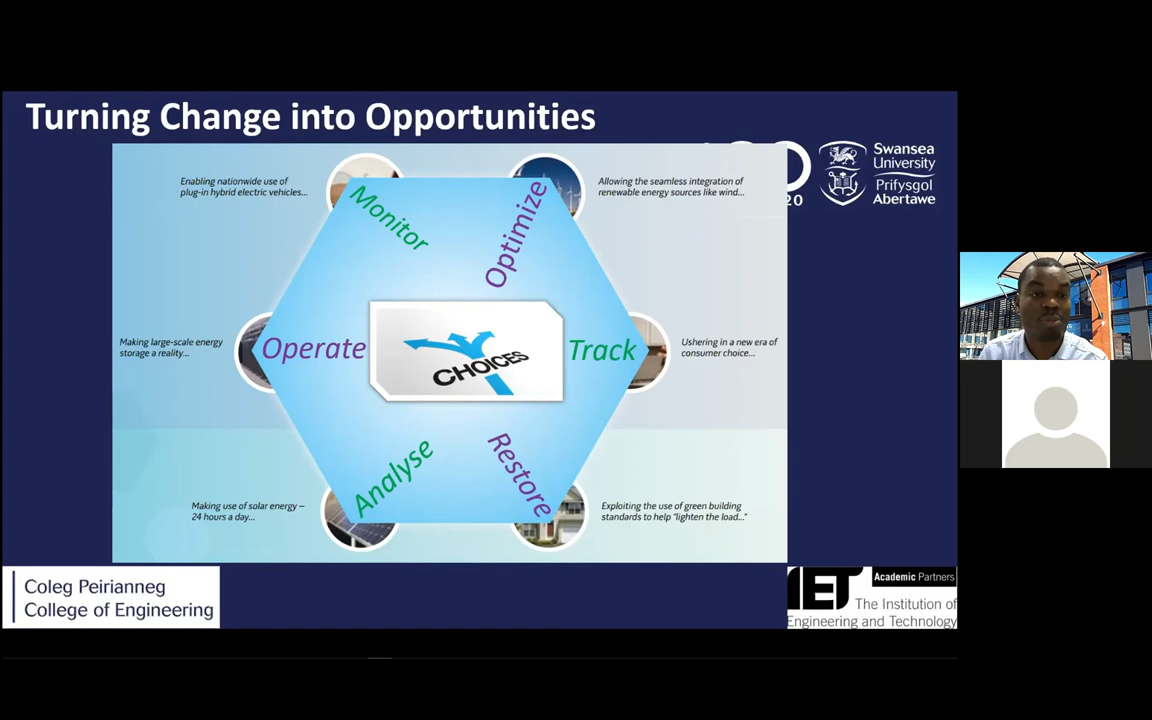 Turning Change into Opportunities
Swansea
University
Prifysgol
Abertawe
20
Enabling nationwide use of
plug-in hybrid electric vehicles...
Monitor
Optimize
Allowing the seamless integration of
renewable energy sources like wind...
Making large-scale energy
storage a reality...
Operate
CHOICES
Track
Ushering in a new era of
consumer choice...
Analyse
Restore
Making use of solar energy –
24 hours a day...
Exploiting the use of green building
standards to help "lighten the load..."
Coleg Peirianneg
College of Engineering
IET
Academic Partners
The Institution of
Engineering and Technology